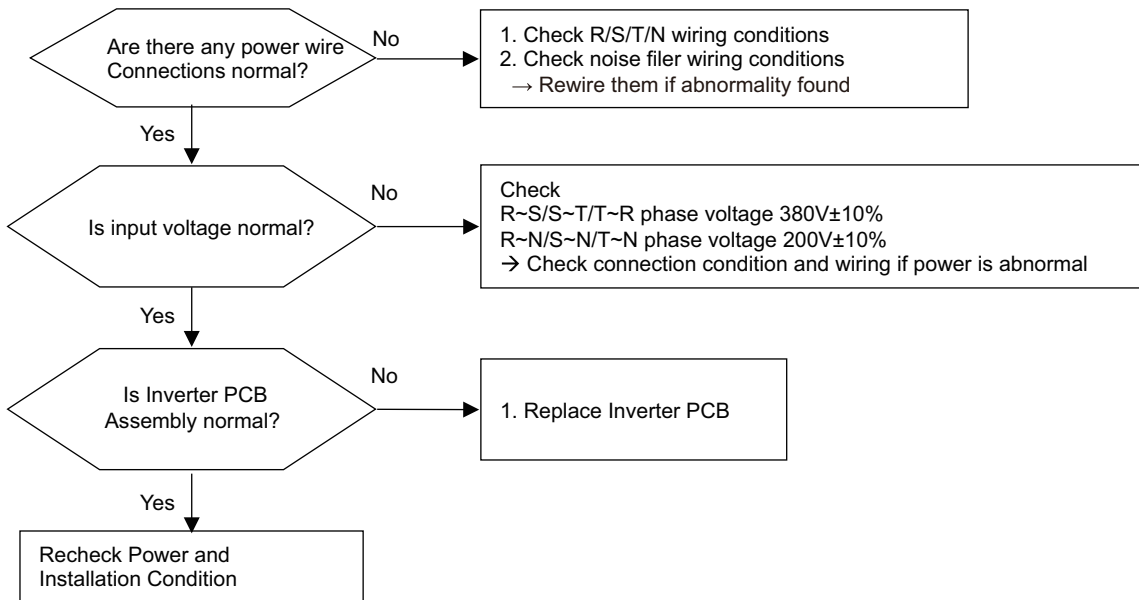 Are there any power wire
Connections normal?
No
1. Check R/S/T/N wiring conditions
2. Check noise filer wiring conditions
→ Rewire them if abnormality found
Yes
Is input voltage normal?
No
Check
R~S/S~T/T~R phase voltage 380V±10%
R~N/S~N/T~N phase voltage 200V±10%
→ Check connection condition and wiring if power is abnormal
Yes
Is Inverter PCB
Assembly normal?
No
1. Replace Inverter PCB
Yes
Recheck Power and
Installation Condition